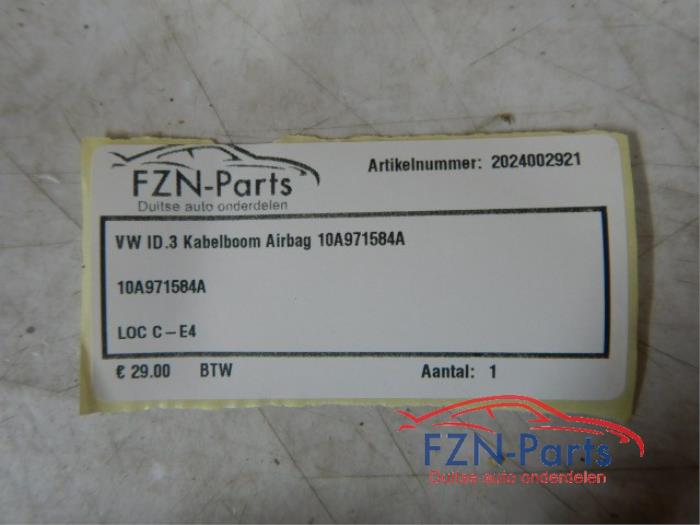 FZN-Parts
Duitse auto onderdelen
Artikelnummer: 2024002921
VW ID.3 Kabelboom Airbag 10A971584A
10A971584A
LOC C-E4
€ 29.00 BTW Aantal: 1
FZN-Parts
Duitse auto onderdelen